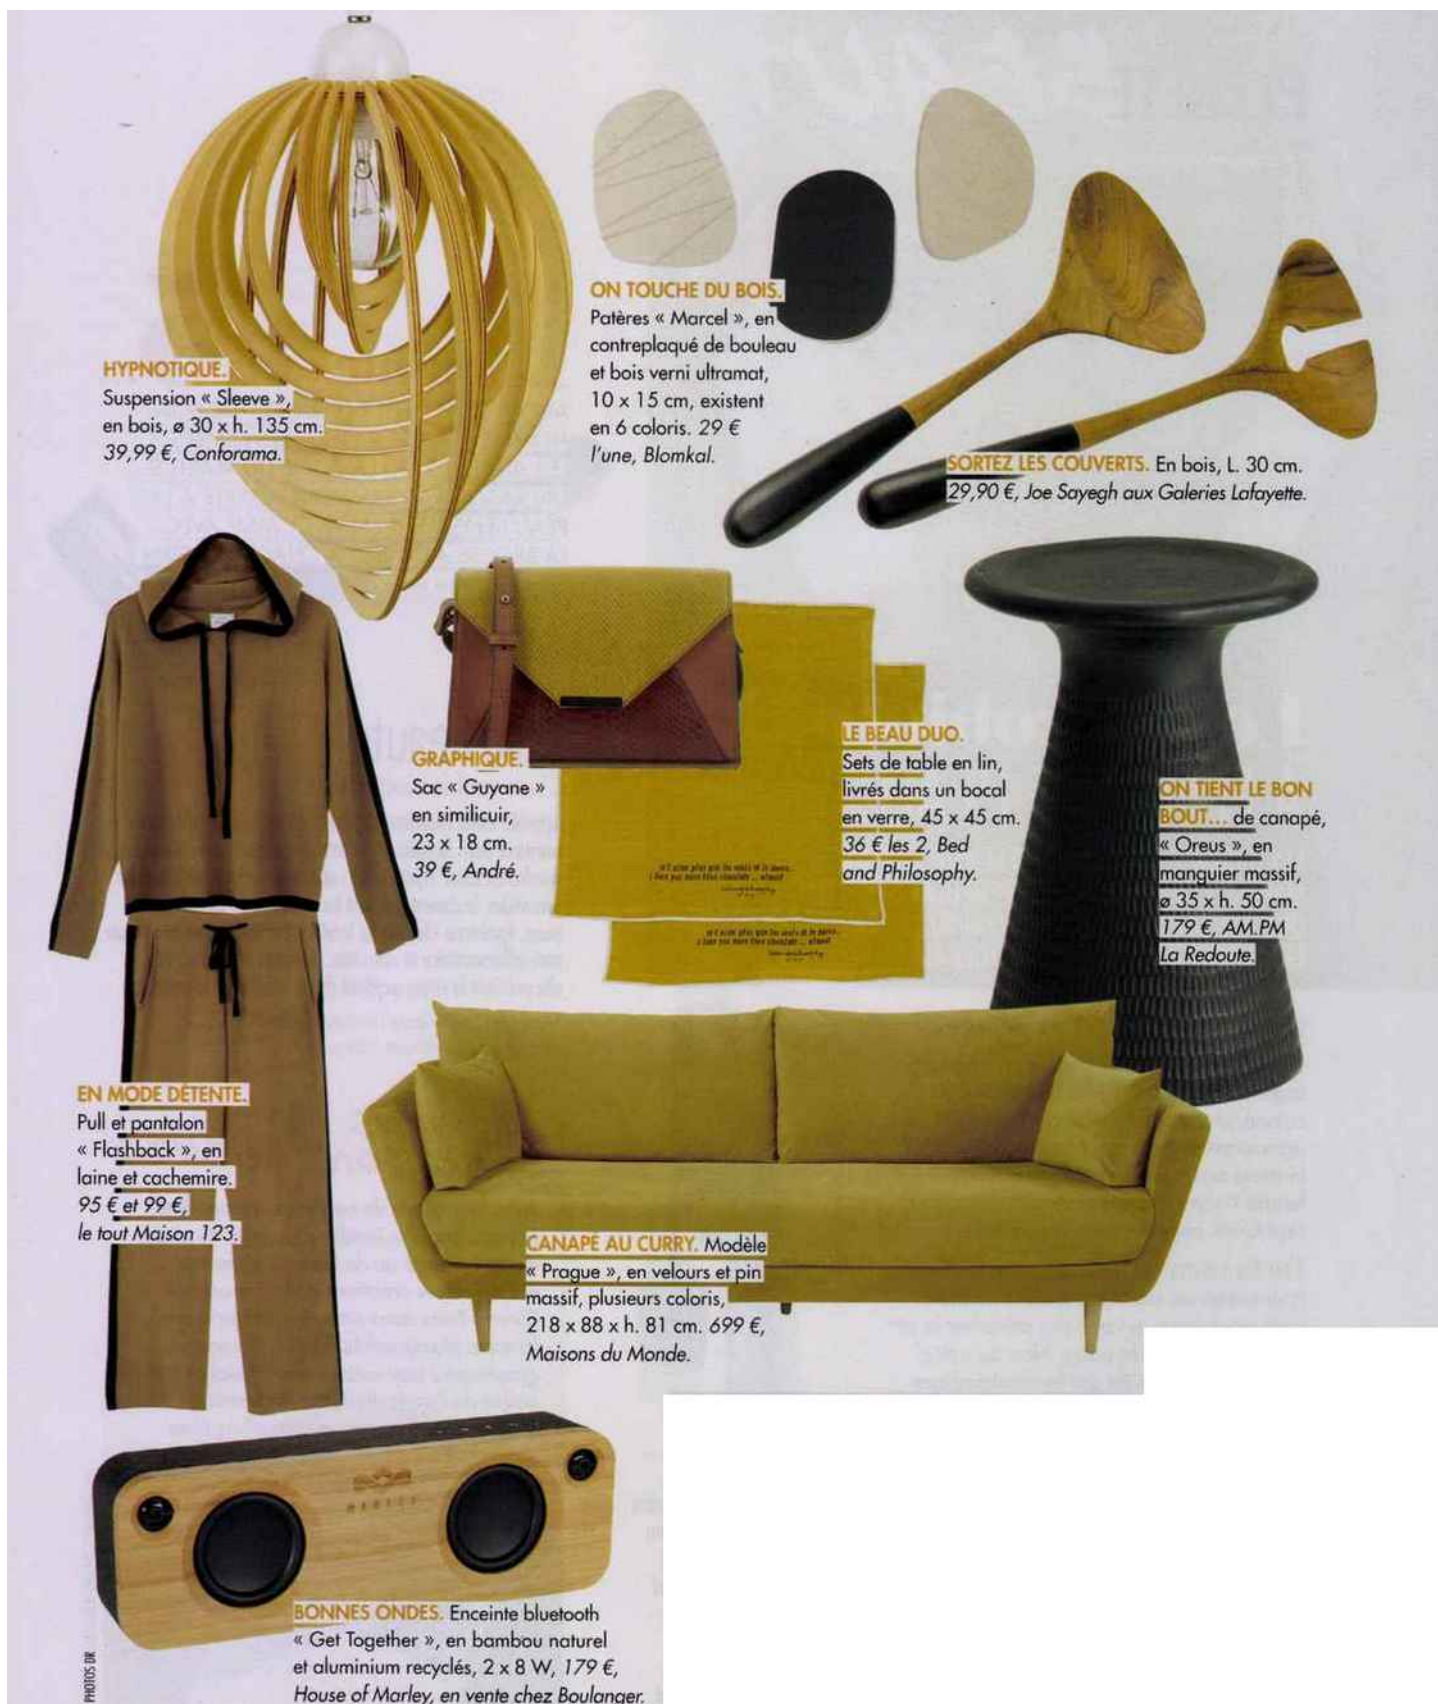 HYPNOTIQUE.
Suspension « Sleeve »,
en bois, ø 30 x h. 135 cm.
39,99 €, Conforama.
ON TOUCHE DU BOIS.
Patères « Marcel », en
contreplaqué de bouleau
et bois verni ultramat,
10 x 15 cm, existent
en 6 coloris. 29 €
l'une, Blomkal.
SORTEZ LES COUVERTS. En bois, L. 30 cm.
29,90 €, Joe Sayegh aux Galeries Lafayette.
GRAPHIQUE.
Sac « Guyane »
en similicuir,
23 x 18 cm.
39 €, André.
LE BEAU DUO.
Sets de table en lin,
livrés dans un bocal
en verre, 45 x 45 cm.
36 € les 2, Bed
and Philosophy.
ON TIENT LE BON
BOUT... de canapé,
« Oreus », en
manguier massif,
ø 35 x h. 50 cm.
179 €, AM.PM
La Redoute.
EN MODE DÉTENTE.
Pull et pantalon
« Flashback », en
laine et cachemire.
95 € et 99 €,
le tout Maison 123.
CANAPÉ AU CURRY. Modèle
« Prague », en velours et pin
massif, plusieurs coloris,
218 x 88 x h. 81 cm. 699 €,
Maisons du Monde.
MARLEY
BONNES ONDES. Enceinte bluetooth
« Get Together », en bambou naturel
et aluminium recyclés, 2 x 8 W, 179 €,
House of Marley, en vente chez Boulanger.
PHOTOS DR